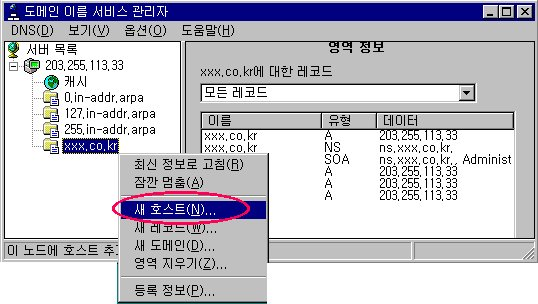 도메인 이름 서비스 관리자
DNS(D) 보기(V) 옵션(O) 도움말(H)
서버 목록
203.255.113.33
캐시
0.in-addr.arpa
127.in-addr.arpa
255.in-addr.arpa
xxx.co.kr
영역 정보
xxx.co.kr에 대한 레코드
모든 레코드
이름 유형 데이터
xxx.co.kr A 203.255.113.33
xxx.co.kr NS ns.xxx.co.kr.
xxx.co.kr SOA ns.xxx.co.kr., Administ
A 203.255.113.33
A 203.255.113.33
A 203.255.113.33
최신 정보로 고침(R)
잠깐 멈춤(A)
새 호스트(N)...
새 레코드(W)...
새 도메인(D)...
영역 지우기(Z)...
등록 정보(P)...
이 노드에 호스트 추